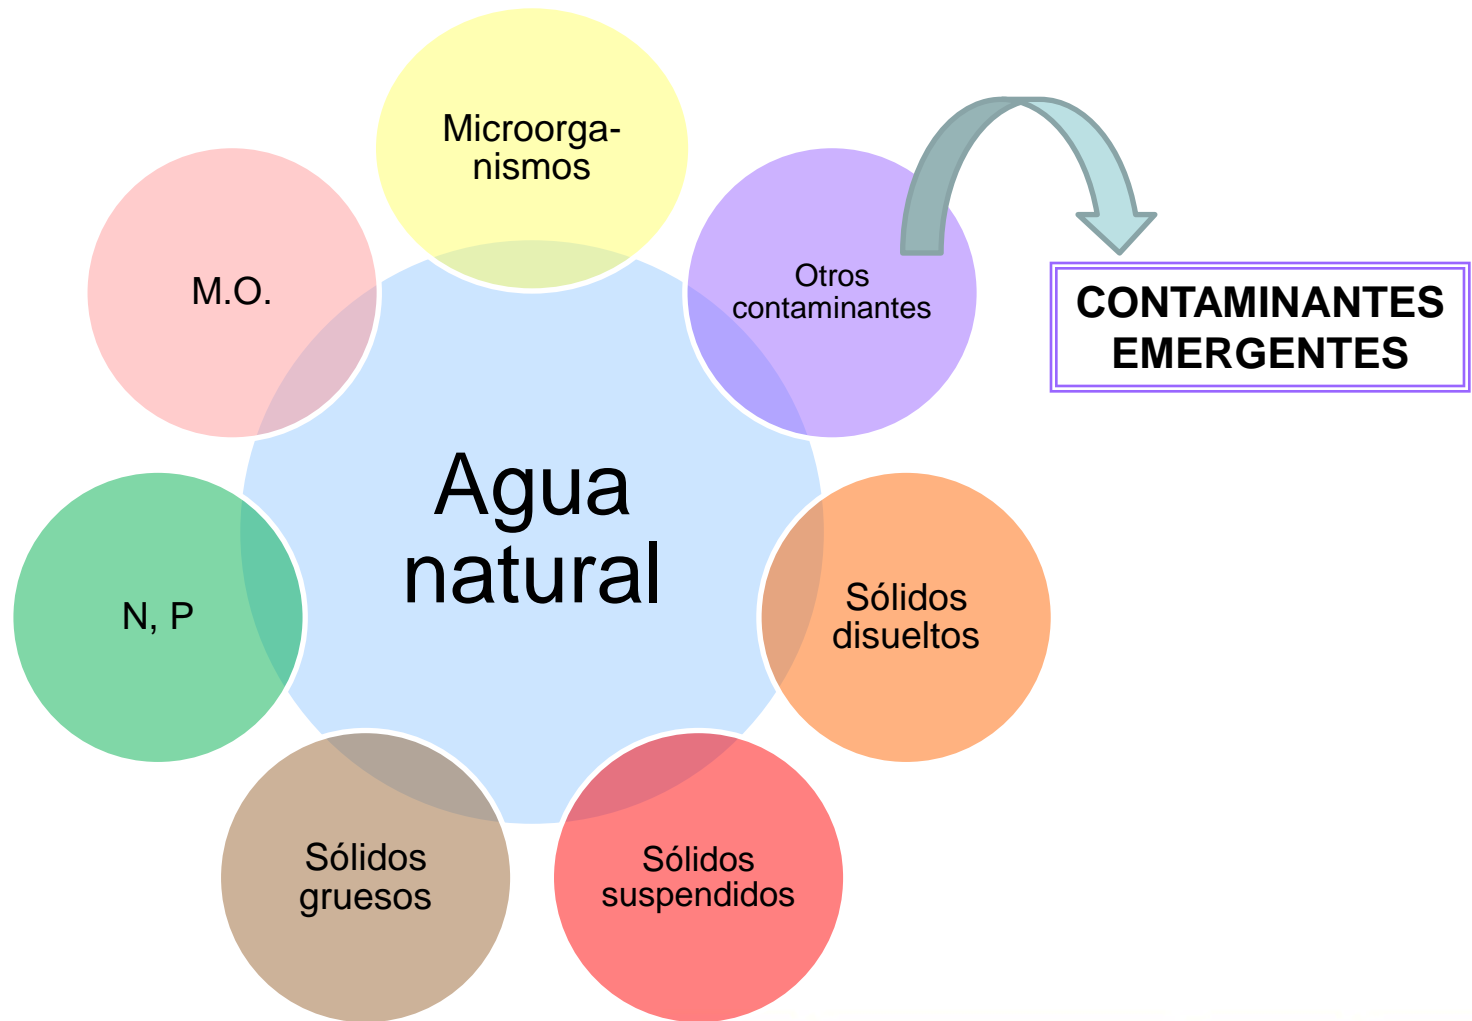 Microorga-
nismos
Otros
contaminantes
CONTAMINANTES
EMERGENTES
M.O.
Agua
natural
N, P
Sólidos
disueltos
Sólidos
gruesos
Sólidos
suspendidos